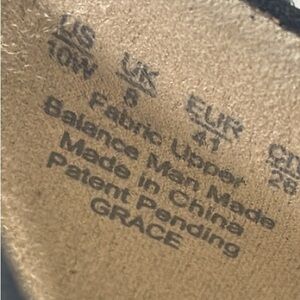 US UK EUR
10W 8 41
Fabric Upper
Balance Man Made
Made in China
Patent Pending
GRACE